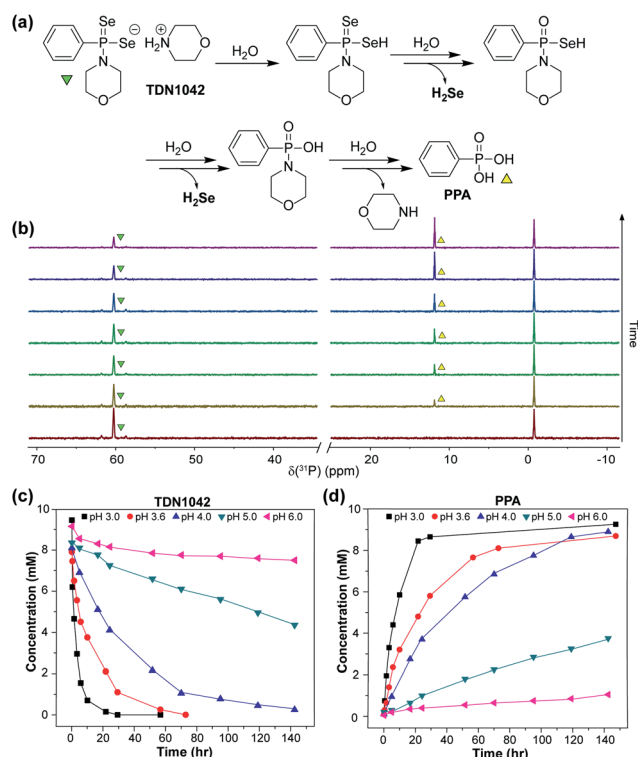 (a)
Se
P
Se
⊖
N
O
H₂N
⊕
O
TDN1042
H₂O
Se
P
SeH
N
O
H₂O
H₂Se
O
P
SeH
N
O
H₂O
H₂Se
O
P
OH
N
O
H₂O
O
NH
O
P
OH
OH
PPA
(b)
Time
70 60 50 40 20 10 0 -10
δ(³¹P) (ppm)
(c) TDN1042
pH 3.0 pH 3.6 pH 4.0 pH 5.0 pH 6.0
Concentration (mM)
10
8
6
4
2
0
0 20 40 60 80 100 120 140
Time (hr)
(d) PPA
pH 3.0 pH 3.6 pH 4.0 pH 5.0 pH 6.0
Concentration (mM)
10
8
6
4
2
0
0 20 40 60 80 100 120 140
Time (hr)